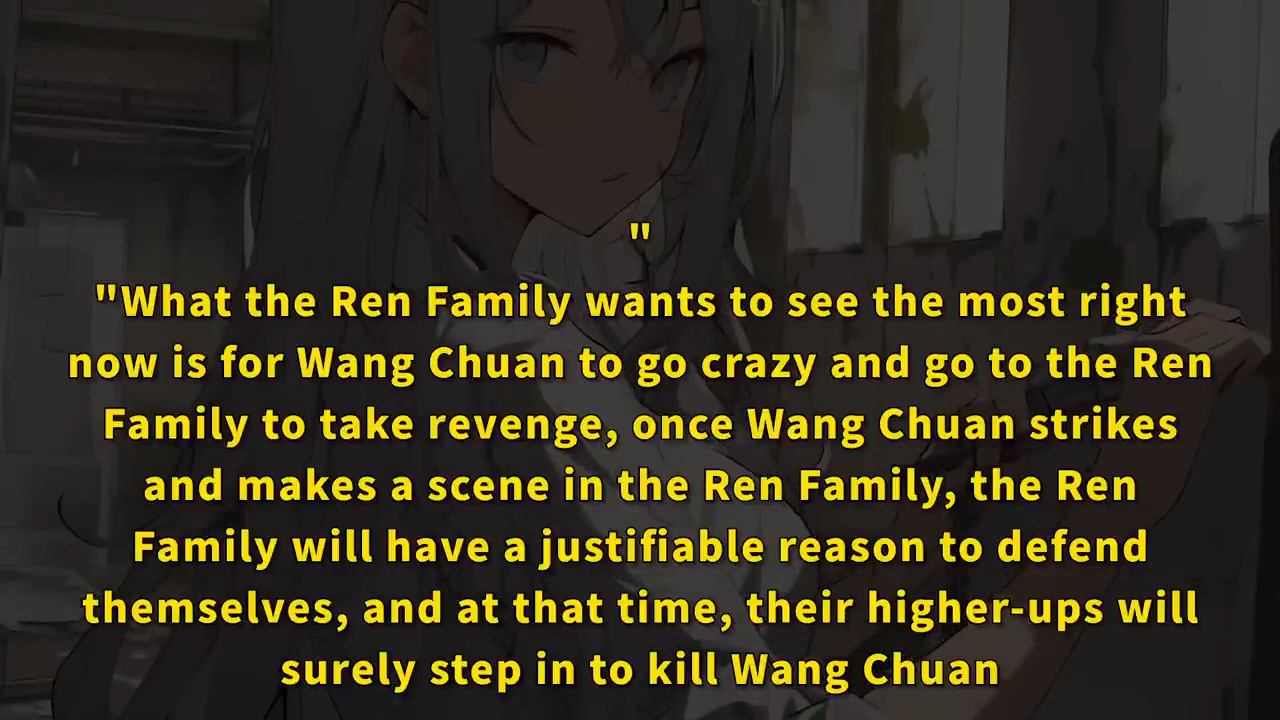 "
"What the Ren Family wants to see the most right
now is for Wang Chuan to go crazy and go to the Ren
Family to take revenge, once Wang Chuan strikes
and makes a scene in the Ren Family, the Ren
Family will have a justifiable reason to defend
themselves, and at that time, their higher-ups will
surely step in to kill Wang Chuan